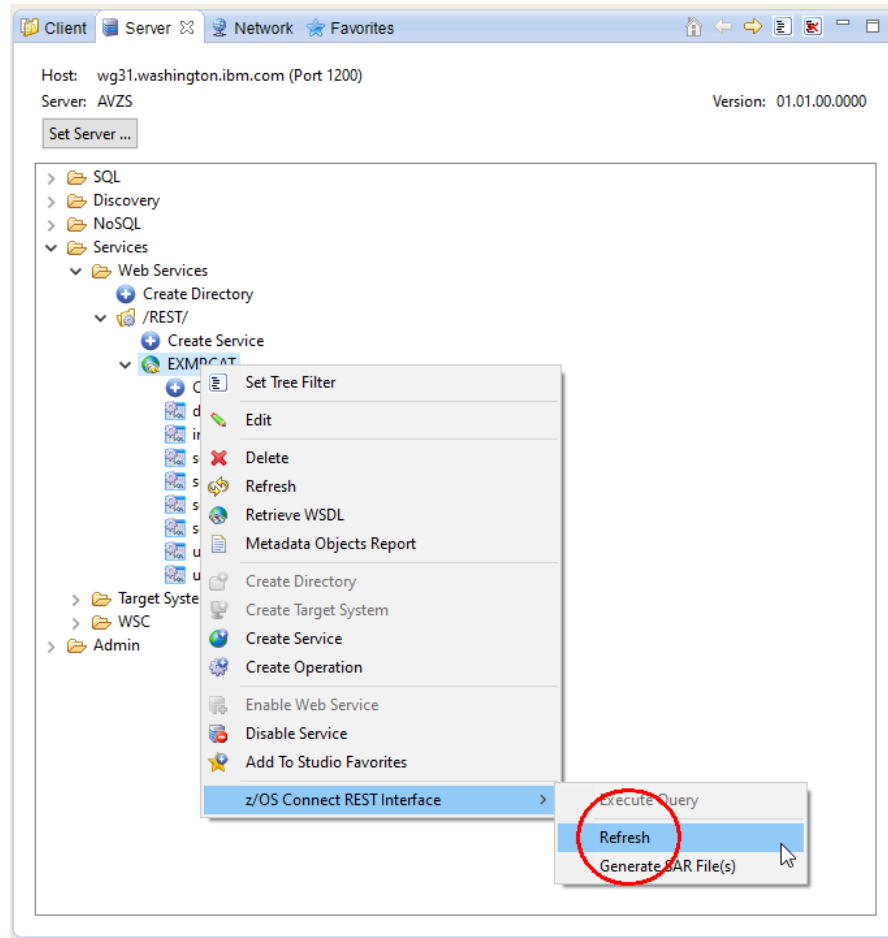 Client Server Network Favorites
Host: wg31.washington.ibm.com (Port 1200)
Server: AVZS Version: 01.01.00.0000
Set Server ...
SQL
Discovery
NoSQL
Services
Web Services
Create Directory
/REST/
Create Service
Set Tree Filter
Edit
Delete
Refresh
Retrieve WSDL
Metadata Objects Report
Create Directory
Create Target System
Create Service
Create Operation
Enable Web Service
Disable Service
Add To Studio Favorites
z/OS Connect REST Interface
Execute Query
Refresh
Generate SAR File(s)
Target Syste
WSC
Admin